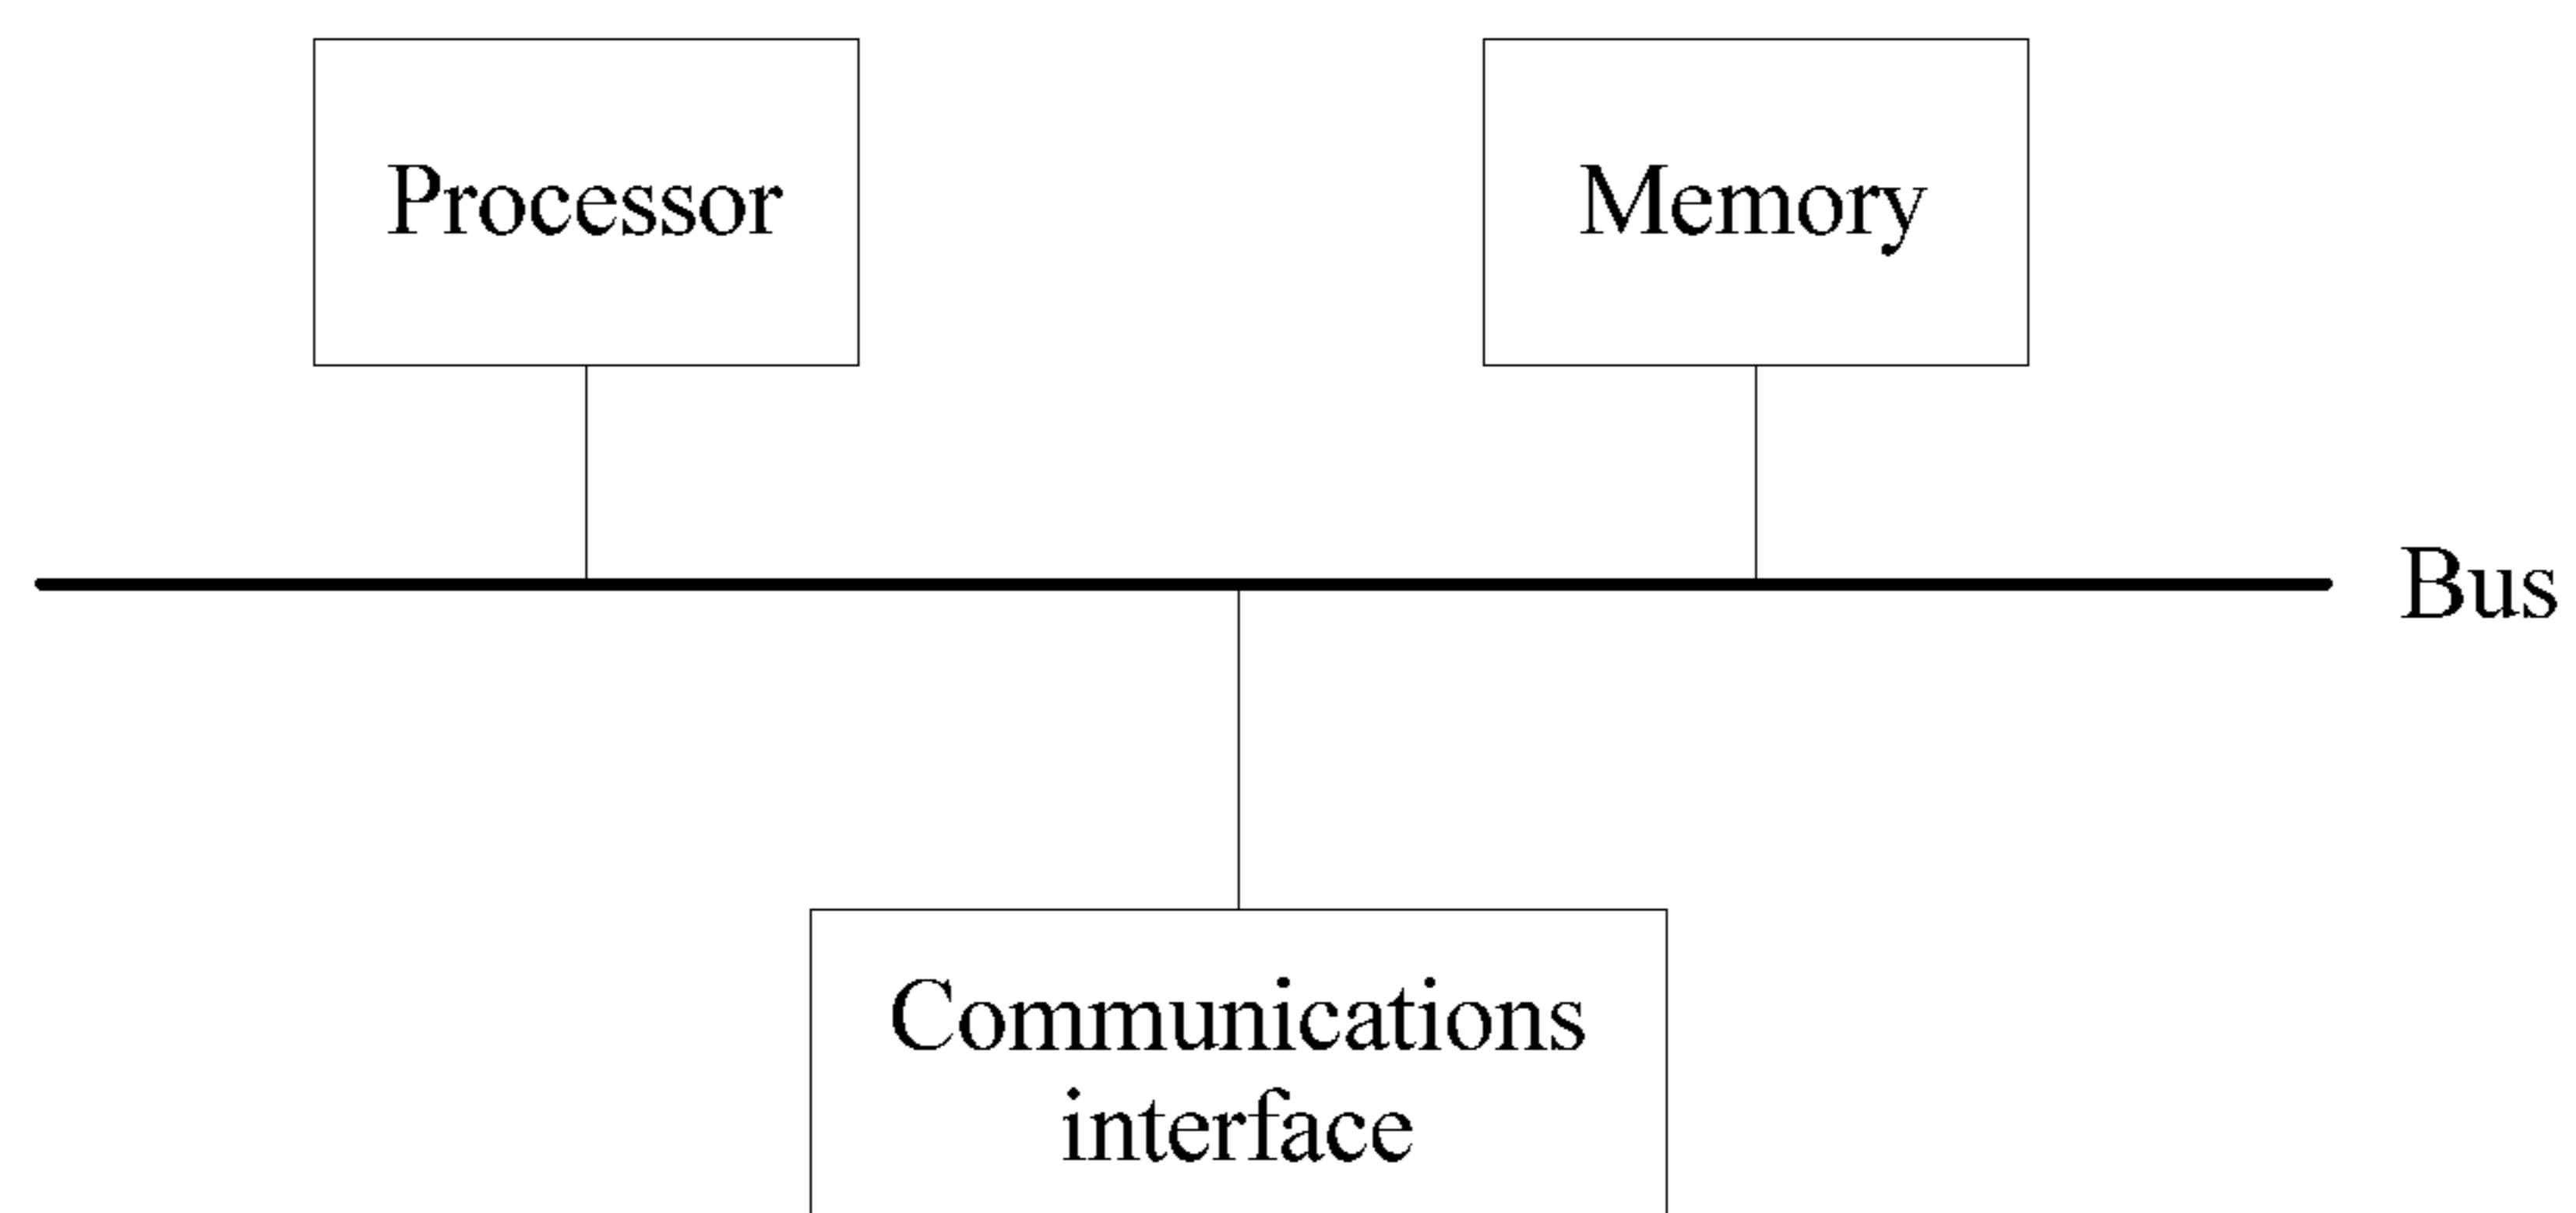 Processor
Memory
Bus
Communications
interface